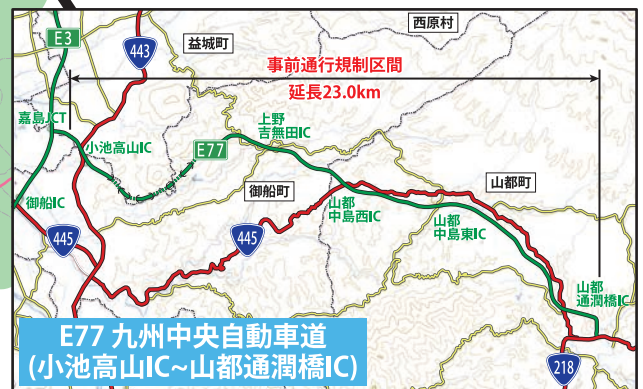 西原村
E3
443
益城町
事前通行規制区間
延長23.0km
嘉島JCT
小池高山IC
上野
吉無田IC
E77
御船IC
御船町
山都
中島西IC
山都町
445
445
山都
中島東IC
山都
通潤橋IC
E77 九州中央自動車道
(小池高山IC~山都通潤橋IC)
218